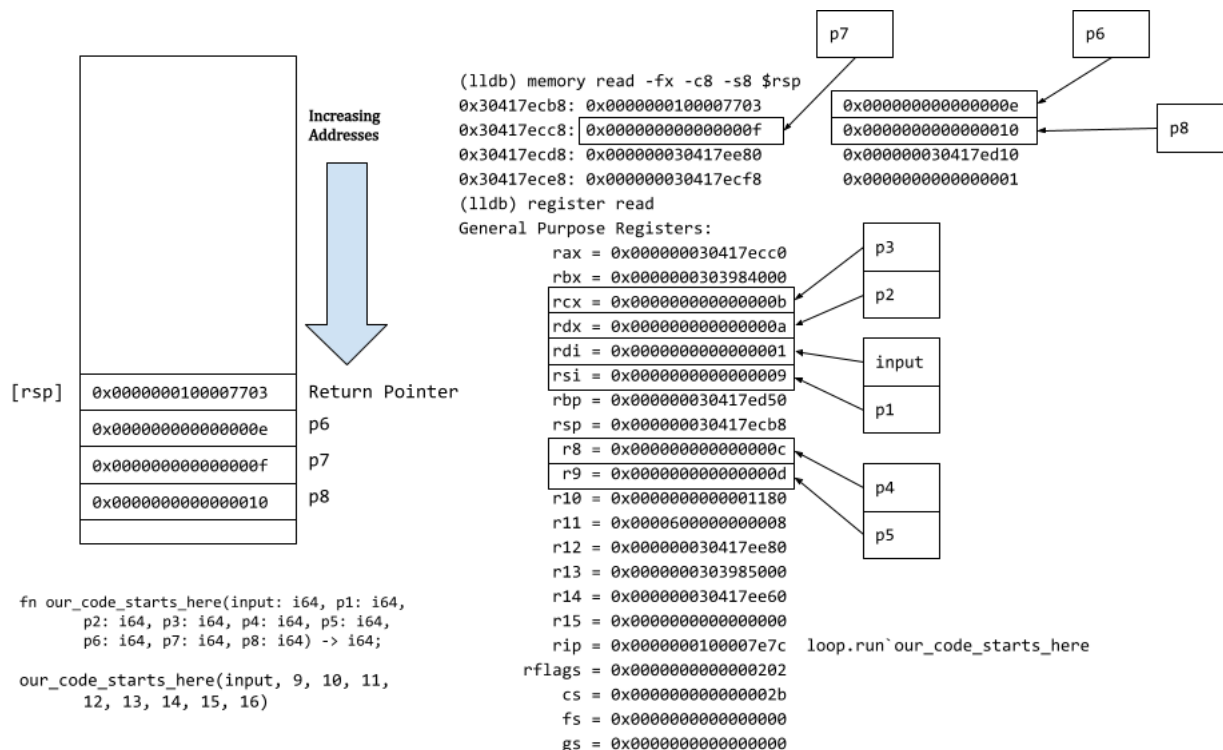 Increasing
Addresses
[rsp] 0x0000000100007703 Return Pointer
0x000000000000000e p6
0x000000000000000f p7
0x0000000000000010 p8
fn our_code_starts_here(input: i64, p1: i64,
p2: i64, p3: i64, p4: i64, p5: i64,
p6: i64, p7: i64, p8: i64) -> i64;
our_code_starts_here(input, 9, 10, 11,
12, 13, 14, 15, 16)
p7
p6
p8
(lldb) memory read -fx -c8 -s8 $rsp
0x30417ecb8: 0x0000000100007703 0x000000000000000e
0x30417ecc8: 0x000000000000000f 0x0000000000000010
0x30417ecd8: 0x000000030417ee80 0x000000030417ed10
0x30417ece8: 0x000000030417ecf8 0x0000000000000001
(lldb) register read
General Purpose Registers:
rax = 0x000000030417ecc0
rbx = 0x0000000303984000
rcx = 0x000000000000000b
rdx = 0x000000000000000a
rdi = 0x0000000000000001
rsi = 0x0000000000000009
rbp = 0x000000030417ed50
rsp = 0x000000030417ecb8
r8 = 0x000000000000000c
r9 = 0x000000000000000d
r10 = 0x0000000000001180
r11 = 0x0000600000000008
r12 = 0x000000030417ee80
r13 = 0x0000000303985000
r14 = 0x000000030417ee60
r15 = 0x0000000000000000
rip = 0x0000000100007e7c loop.run`our_code_starts_here
rflags = 0x0000000000000202
cs = 0x000000000000002b
fs = 0x0000000000000000
gs = 0x0000000000000000
p3
p2
input
p1
p4
p5